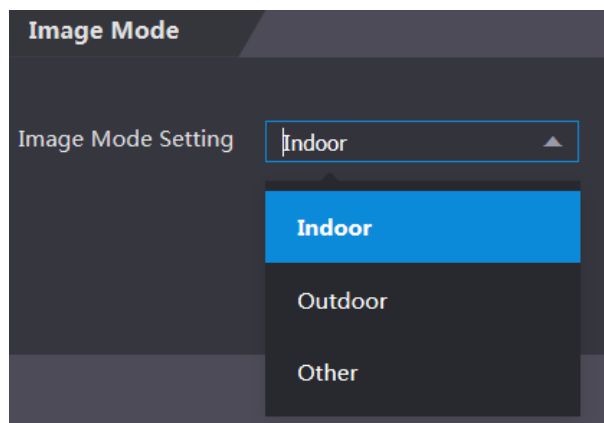 Image Mode
Image Mode Setting Indoor
Indoor
Outdoor
Other